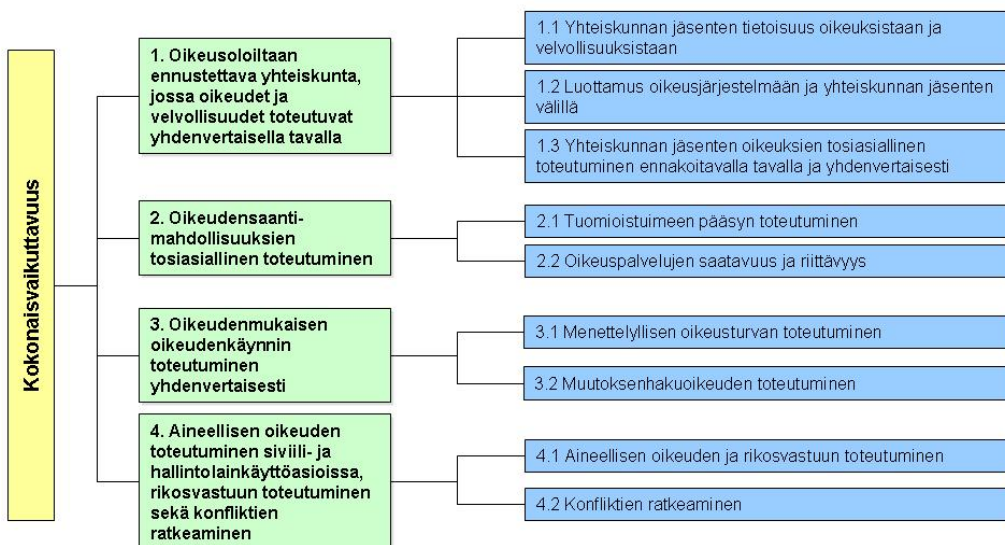 Kokonaisvaikuttavuus
1. Oikeusoloiltaan
ennustettava yhteiskunta,
jossa oikeudet ja
velvollisuudet toteutuvat
yhdenvertaisella tavalla
1.1 Yhteiskunnan jäsenten tietoisuus oikeuksistaan ja
velvollisuuksistaan
1.2 Luottamus oikeusjärjestelmään ja yhteiskunnan jäsenten
välillä
1.3 Yhteiskunnan jäsenten oikeuksien tosiasiallinen
toteutuminen ennakoitavalla tavalla ja yhdenvertaisesti
2. Oikeudensaanti-
mahdollisuuksien
tosiasiallinen toteutuminen
2.1 Tuomioistuimeen pääsyn toteutuminen
2.2 Oikeuspalvelujen saatavuus ja riittävyys
3. Oikeudenmukaisen
oikeudenkäynnin
toteutuminen
yhdenvertaisesti
3.1 Menettelyllisen oikeusturvan toteutuminen
3.2 Muutoksenhakuoikeuden toteutuminen
4. Aineellisen oikeuden
toteutuminen siviili- ja
hallintolainkäyttöasioissa,
rikosvastuun toteutuminen
sekä konfliktien
ratkeaminen
4.1 Aineellisen oikeuden ja rikosvastuun toteutuminen
4.2 Konfliktien ratkeaminen